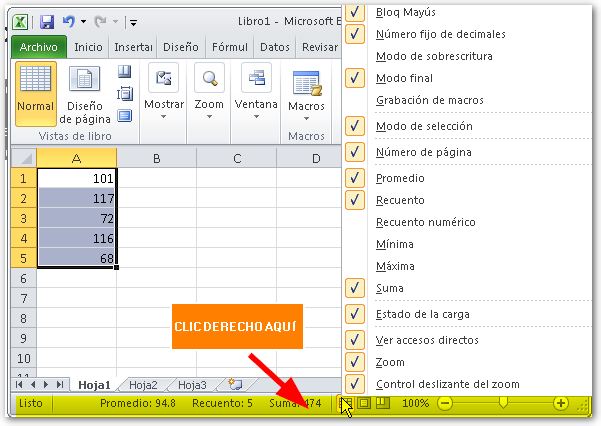 Libro1 - Microsoft E
Archivo Inicio Insertar Diseño Fórmul Datos Revisar
Normal
Diseño
de página
Mostrar
Zoom
Ventana
Macros
Vistas de libro
Macros
A B C D
1 101
2 117
3 72
4 116
5 68
6
7
8
9
10
11
CLIC DERECHO AQUÍ
Hoja1 Hoja2 Hoja3
Listo Promedio: 94.8 Recuento: 5 Suma: 474 100%
Bloq Mayús
Número fijo de decimales
Modo de sobrescritura
Modo final
Grabación de macros
Modo de selección
Número de página
Promedio
Recuento
Recuento numérico
Mínima
Máxima
Suma
Estado de la carga
Ver accesos directos
Zoom
Control deslizante del zoom